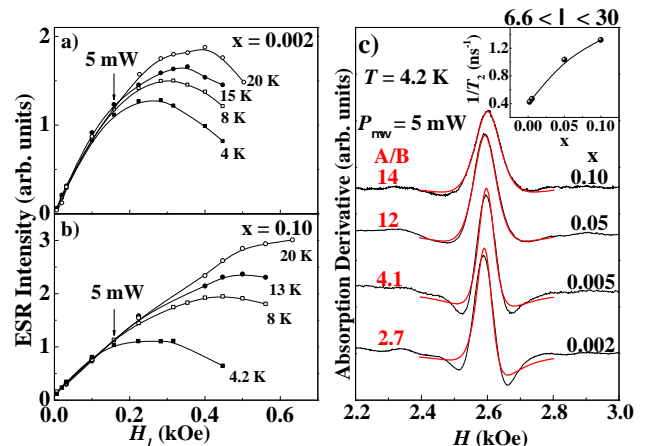 a)
x = 0.002
5 mW
20 K
15 K
8 K
4 K
2
1
0
b)
x = 0.10
5 mW
20 K
13 K
8 K
4.2 K
3
2
1
0
0.0 0.2 0.4 0.6
H1 (kOe)
ESR Intensity (arb. units)
6.6 < l < 30
c)
T = 4.2 K
Pmw = 5 mW
A/B
x
14
0.10
12
0.05
4.1
0.005
2.7
0.002
1/T2 (ns-1)
1.2
0.8
0.4
0.00 0.05 0.10
x
2.2 2.4 2.6 2.8 3.0
H (kOe)
Absorption Derivative (arb. units)